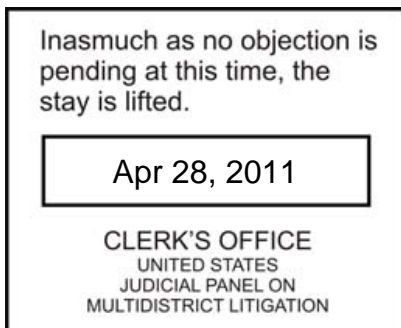 Inasmuch as no objection is
pending at this time, the
stay is lifted.
Apr 28, 2011
CLERK'S OFFICE
UNITED STATES
JUDICIAL PANEL ON
MULTIDISTRICT LITIGATION